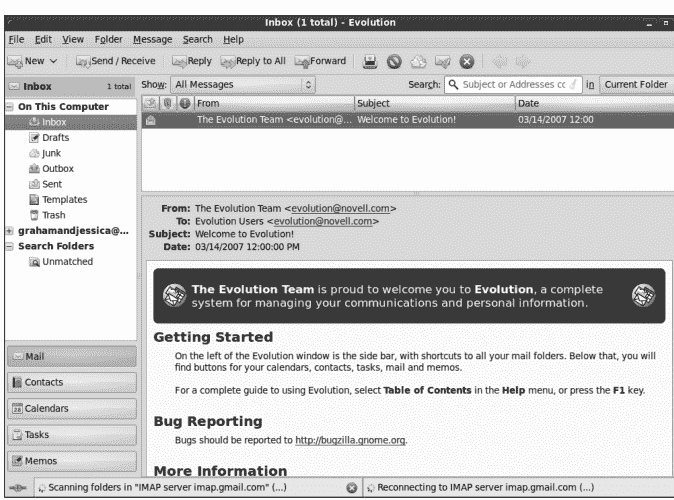 Inbox (1 total) - Evolution
File Edit View Folder Message Search Help
New Send / Receive Reply Reply to All Forward
Inbox 1 total
Show: All Messages Search: Subject or Addresses cc in Current Folder
On This Computer
Inbox
Drafts
Junk
Outbox
Sent
Templates
Trash
grahamandjessica@...
Search Folders
Unmatched
From Subject Date
The Evolution Team <evolution@... Welcome to Evolution! 03/14/2007 12:00
From: The Evolution Team <evolution@novell.com>
To: Evolution Users <evolution@novell.com>
Subject: Welcome to Evolution!
Date: 03/14/2007 12:00:00 PM
The Evolution Team is proud to welcome you to Evolution, a complete
system for managing your communications and personal information.
Getting Started
On the left of the Evolution window is the side bar, with shortcuts to all your mail folders. Below that, you will
find buttons for your calendars, contacts, tasks, mail and memos.
For a complete guide to using Evolution, select Table of Contents in the Help menu, or press the F1 key.
Bug Reporting
Bugs should be reported to http://bugzilla.gnome.org.
More Information
Mail
Contacts
Calendars
Tasks
Memos
Scanning folders in "IMAP server imap.gmail.com" (...)
Reconnecting to IMAP server imap.gmail.com (...)